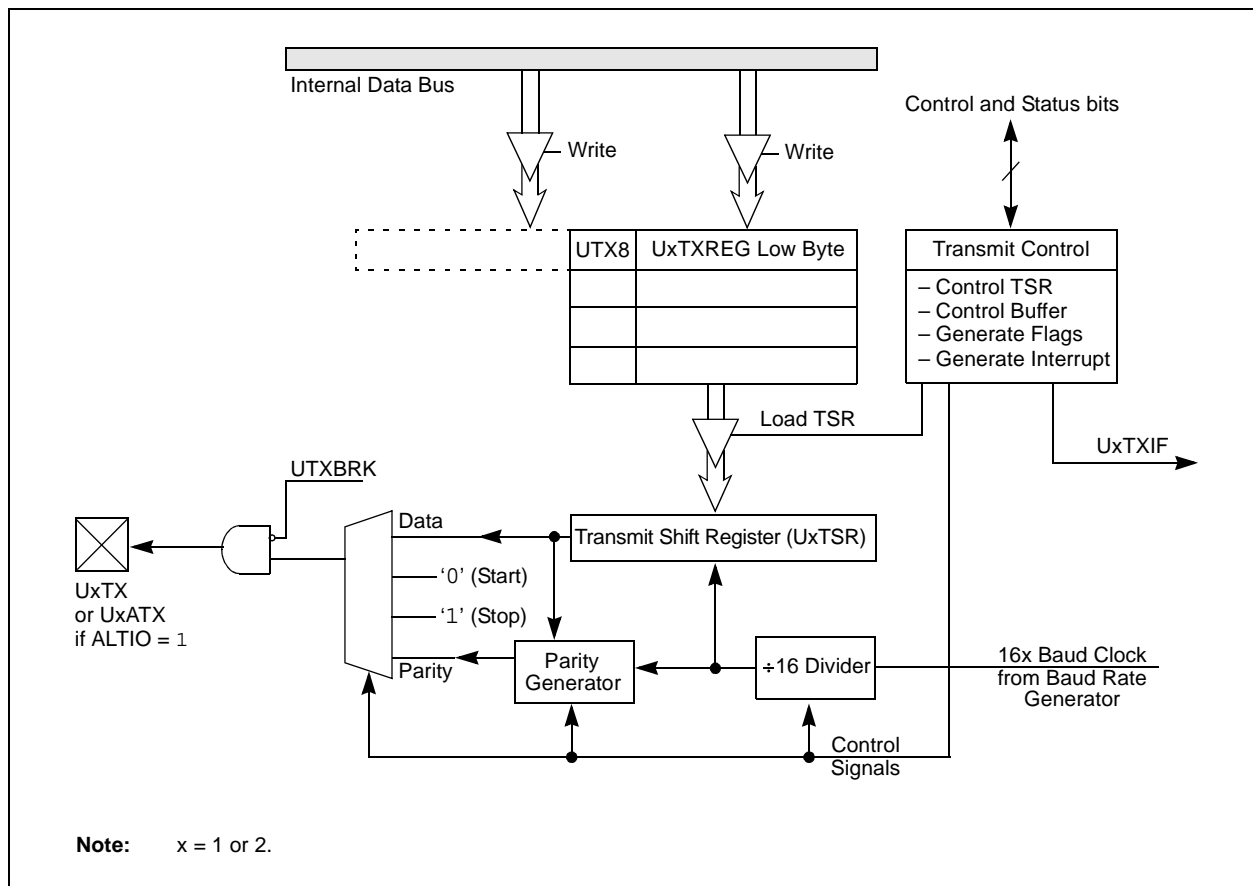 Internal Data Bus
Control and Status bits
Write
Write
UTX8
UxTXREG Low Byte
Transmit Control
– Control TSR
– Control Buffer
– Generate Flags
– Generate Interrupt
Load TSR
UxTXIF
UTXBRK
Data
Transmit Shift Register (UxTSR)
UxTX
or UxATX
if ALTIO = 1
‘0’ (Start)
‘1’ (Stop)
Parity
Parity
Generator
÷16 Divider
16x Baud Clock
from Baud Rate
Generator
Control
Signals
Note: x = 1 or 2.